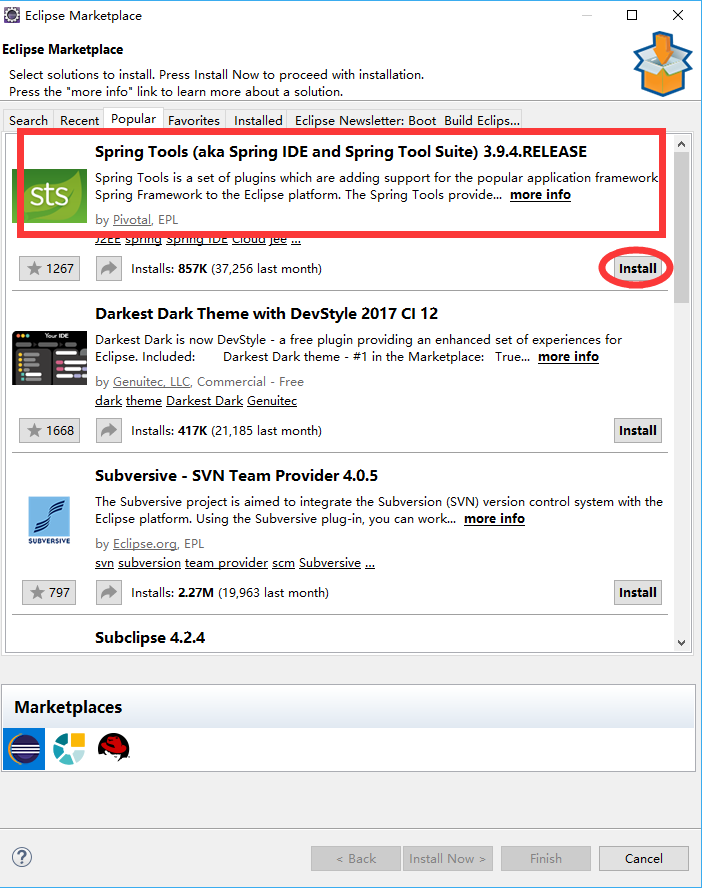 Eclipse Marketplace
Eclipse Marketplace
Select solutions to install. Press Install Now to proceed with installation.
Press the "more info" link to learn more about a solution.
Search Recent Popular Favorites Installed Eclipse Newsletter: Boot Build Eclips...
Spring Tools (aka Spring IDE and Spring Tool Suite) 3.9.4.RELEASE
sts
Spring Tools is a set of plugins which are adding support for the popular application framework
Spring Framework to the Eclipse platform. The Spring Tools provide... more info
by Pivotal, EPL
J2EE spring Spring IDE Cloud jee ...
1267 Installs: 857K (37,256 last month) Install
Darkest Dark Theme with DevStyle 2017 CI 12
Your IDE
Darkest Dark is now DevStyle - a free plugin providing an enhanced set of experiences for
Eclipse. Included: Darkest Dark theme - #1 in the Marketplace: True... more info
by Genuitec, LLC, Commercial - Free
dark theme Darkest Dark Genuitec
1668 Installs: 417K (21,185 last month) Install
Subversive - SVN Team Provider 4.0.5
The Subversive project is aimed to integrate the Subversion (SVN) version control system with the
Eclipse platform. Using the Subversive plug-in, you can work... more info
SUBVERSIVE
by Eclipse.org, EPL
svn subversion team provider scm Subversive ...
797 Installs: 2.27M (19,963 last month) Install
Subclipse 4.2.4
Marketplaces
? < Back Install Now > Finish Cancel